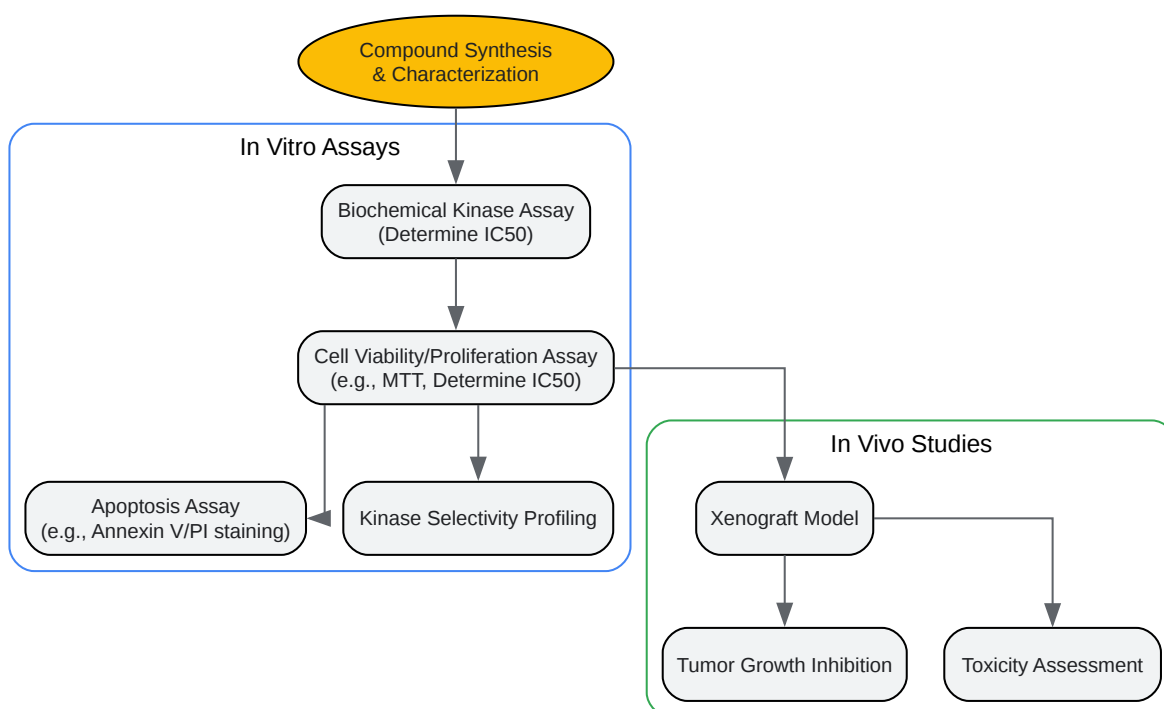 Compound Synthesis
& Characterization
In Vitro Assays
Biochemical Kinase Assay
(Determine IC50)
Cell Viability/Proliferation Assay
(e.g., MTT, Determine IC50)
Apoptosis Assay
(e.g., Annexin V/PI staining)
Kinase Selectivity Profiling
In Vivo Studies
Xenograft Model
Tumor Growth Inhibition
Toxicity Assessment